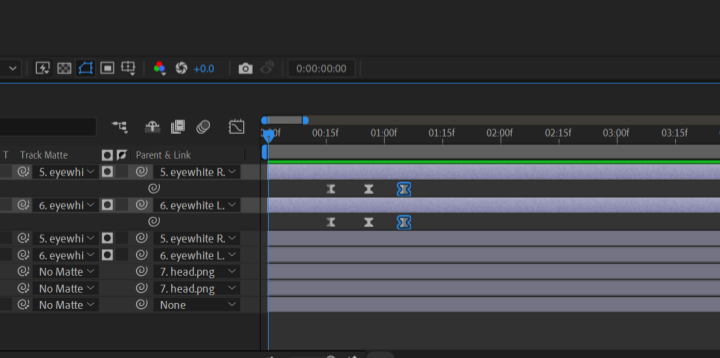 +0.0 0:00:00:00
:00f 00:15f 01:00f 01:15f 02:00f 02:15f 03:00f 03:15f
T Track Matte Parent & Link
5. eyewhi 5. eyewhite R.
6. eyewhi 6. eyewhite L.
5. eyewhi 5. eyewhite R.
6. eyewhi 6. eyewhite L.
No Matte 7. head.png
No Matte 7. head.png
No Matte None